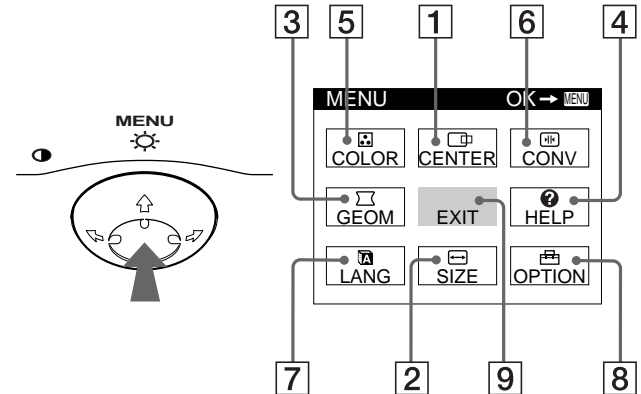 3 5 1 6 4
MENU
MENU OK → MENU
COLOR CENTER CONV
GEOM EXIT HELP
LANG SIZE OPTION
7 2 9 8